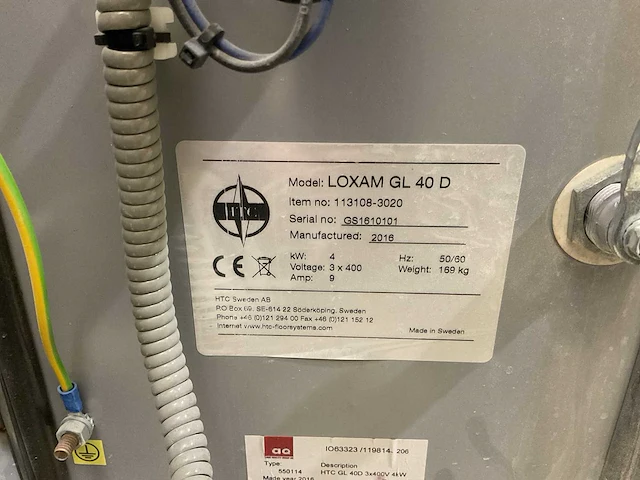 Model: LOXAM GL 40 D
Item no: 113108-3020
Serial no: GS1610101
Manufactured: 2016
kW: 4 Hz: 50/60
Voltage: 3 x 400 Weight: 169 kg
Amp: 9
CE
HTC Sweden AB
P.O Box 69, SE-614 22 Söderköping, Sweden
Phone +46 (0)121 294 00 Fax +46 (0)121 152 12
Internet www.htc-floorsystems.com
Made in Sweden
IO63323 /
206
Type: Description
550114 HTC GL 40D 3x400V 4kW
Made year 2016